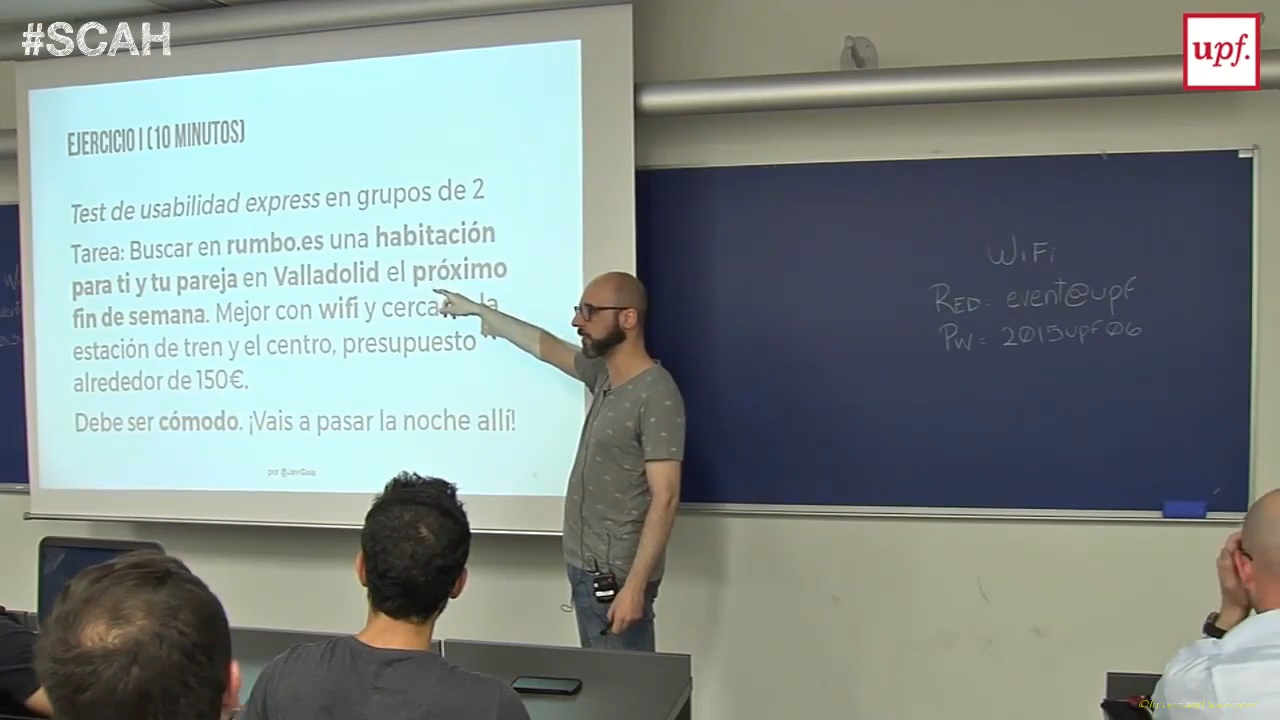 #SCAH
upf.
EJERCICIO I (10 MINUTOS)
Test de usabilidad express en grupos de 2
Tarea: Buscar en rumbo.es una habitación
para ti y tu pareja en Valladolid el próximo
fin de semana. Mejor con wifi y cerca la
estación de tren y el centro, presupuesto
alrededor de 150€.
Debe ser cómodo. ¡Vais a pasar la noche allí!
por
WiFi
RED: event@upf
PW = 2015upf06